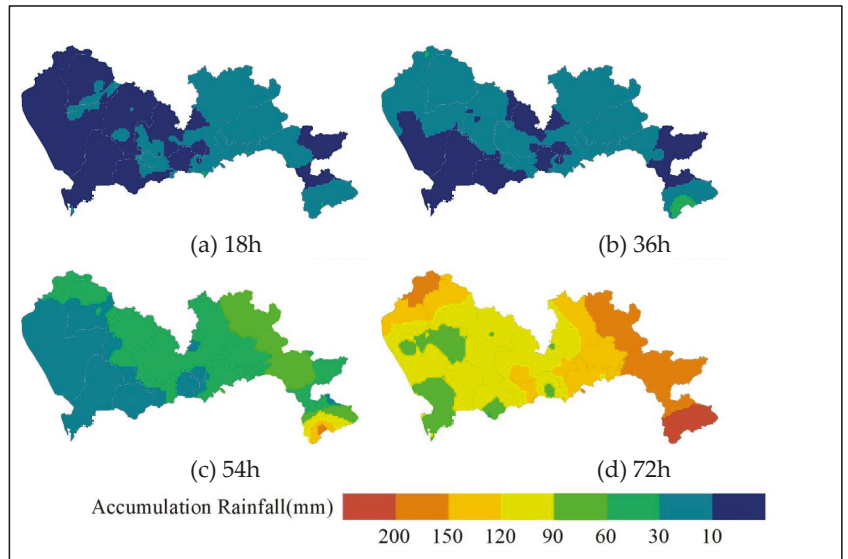 (a) 18h
(b) 36h
(c) 54h
(d) 72h
Accumulation Rainfall(mm)
200 150 120 90 60 30 10